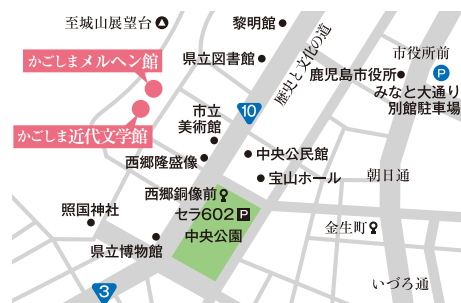 至城山展望台
黎明館
かごしまメルヘン館
県立図書館
歴史と文化の道
市役所前
鹿児島市役所
P
みなと大通り
別館駐車場
かごしま近代文学館
市立
美術館
10
西郷隆盛像
中央公民館
宝山ホール
朝日通
西郷銅像前
照国神社
セラ602 P
中央公園
金生町
県立博物館
いづろ通
3